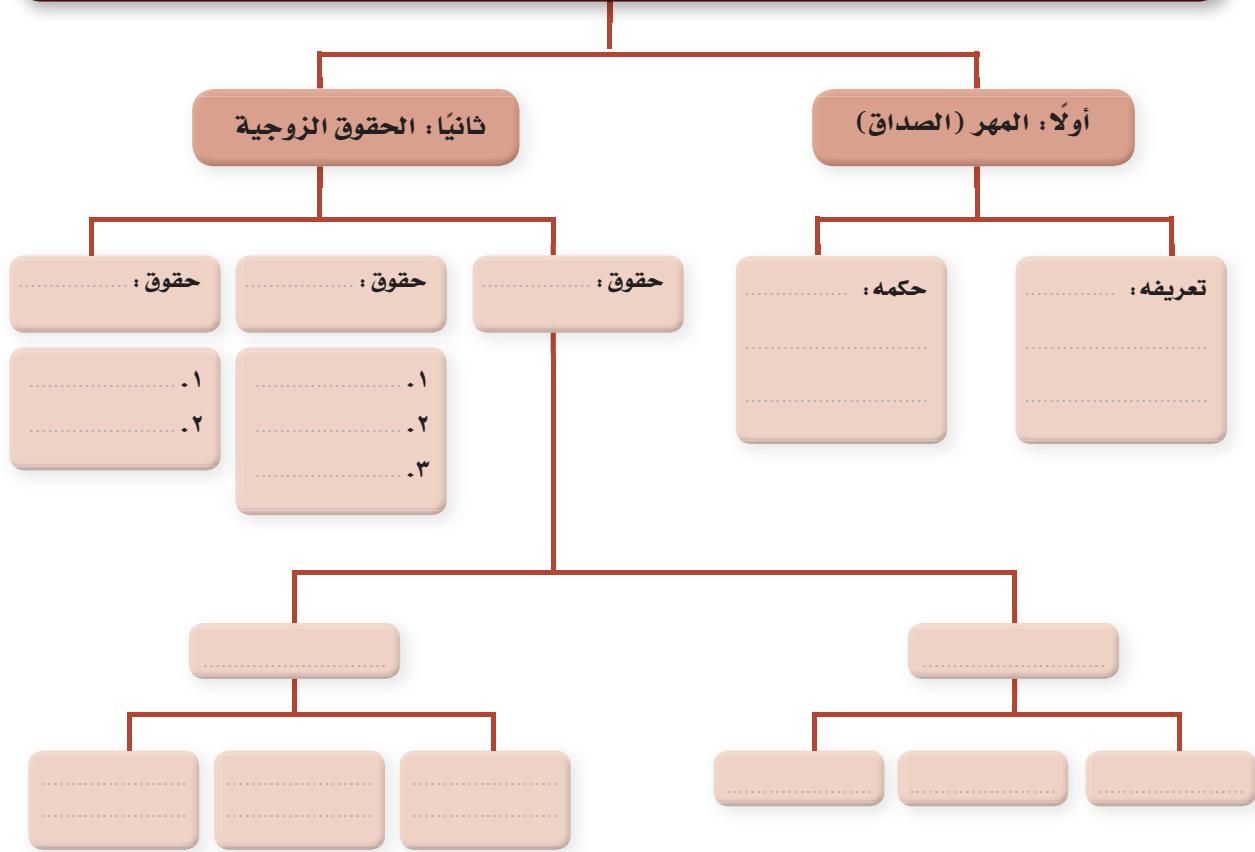 أولًا: المهر (الصداق)
ثانيًا: الحقوق الزوجية
تعريفه: ..................
حكمه: ..................
حقوق: ..................
حقوق: ..................
حقوق: ..................
١. ..................
٢. ..................
٣. ..................
١. ..................
٢. ..................